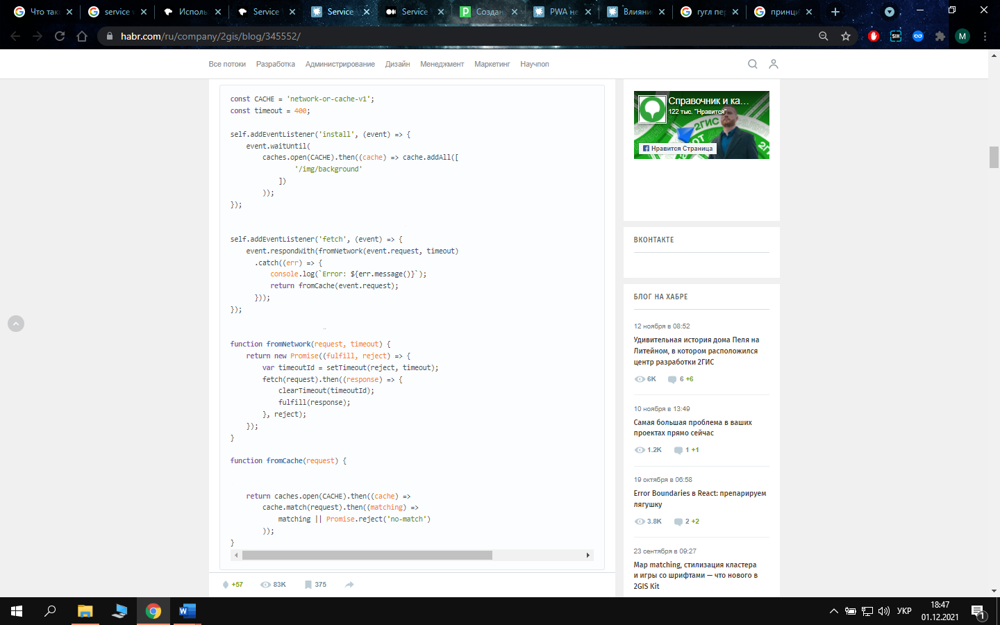 Что так
service v
Исполь
Service
Service
Service
Создан
PWA не
Влияни
гугл пер
принци
habr.com/ru/company/2gis/blog/345552/
M
Все потоки Разработка Администрирование Дизайн Менеджмент Маркетинг Научпоп
const CACHE = 'network-or-cache-v1';
const timeout = 400;
self.addEventListener('install', (event) => {
event.waitUntil(
caches.open(CACHE).then((cache) => cache.addAll([
'/img/background'
])
));
});
self.addEventListener('fetch', (event) => {
event.respondWith(fromNetwork(event.request, timeout)
.catch((err) => {
console.log(`Error: ${err.message()}`);
return fromCache(event.request);
}));
});
function fromNetwork(request, timeout) {
return new Promise((fulfill, reject) => {
var timeoutId = setTimeout(reject, timeout);
fetch(request).then((response) => {
clearTimeout(timeoutId);
fulfill(response);
}, reject);
});
}
function fromCache(request) {
return caches.open(CACHE).then((cache) =>
cache.match(request).then((matching) =>
matching || Promise.reject('no-match')
));
}
+57 83K 375
Справочник и ка...
122 тыс. "Нравится"
2ГИС
Нравится Страница
ВКОНТАКТЕ
БЛОГ НА ХАБРЕ
12 ноября в 08:52
Удивительная история дома Пеля на
Литейном, в котором расположился
центр разработки 2ГИС
6K 6 +6
10 ноября в 13:49
Самая большая проблема в ваших
проектах прямо сейчас
1.2K 1 +1
19 октября в 06:58
Error Boundaries в React: препарируем
лягушку
3.8K 2 +2
23 сентября в 09:27
Map matching, стилизация кластера
и игры со шрифтами — что нового в
2GIS Kit
УКР
18:47
01.12.2021
1